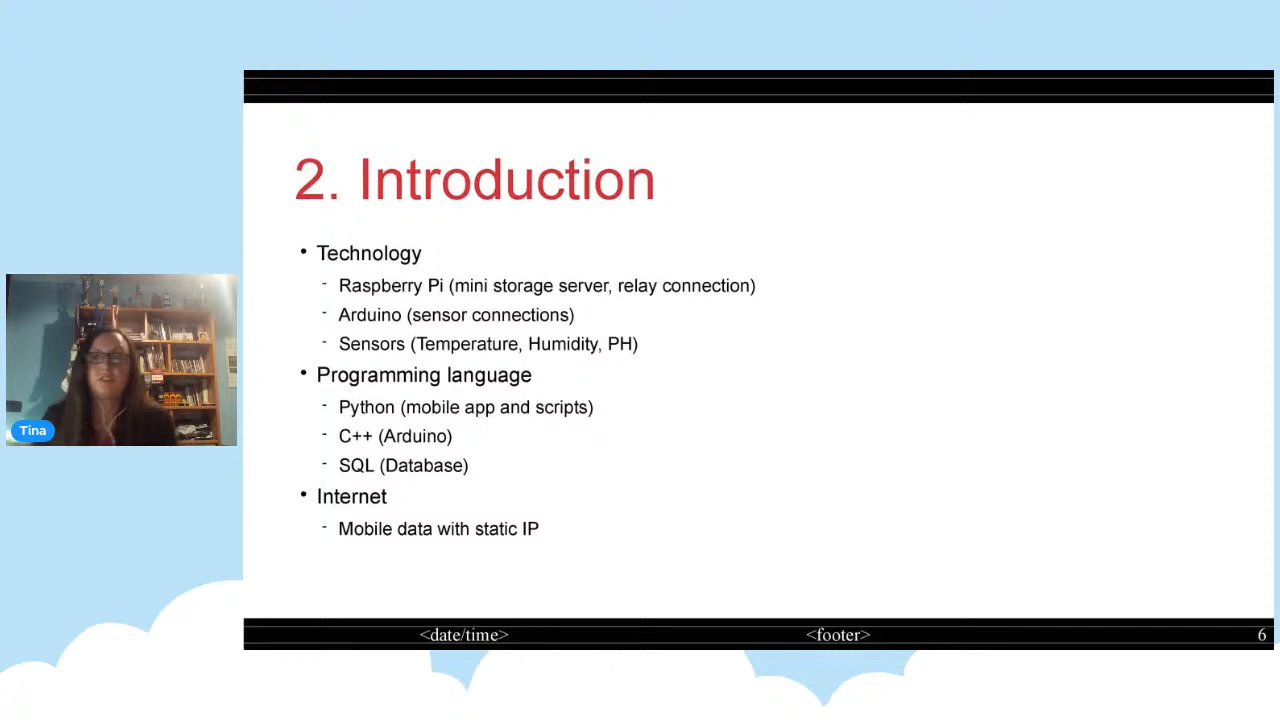 2. Introduction
• Technology
- Raspberry Pi (mini storage server, relay connection)
- Arduino (sensor connections)
- Sensors (Temperature, Humidity, PH)
• Programming language
- Python (mobile app and scripts)
- C++ (Arduino)
- SQL (Database)
• Internet
- Mobile data with static IP
Tina
<date/time>
<footer>
6